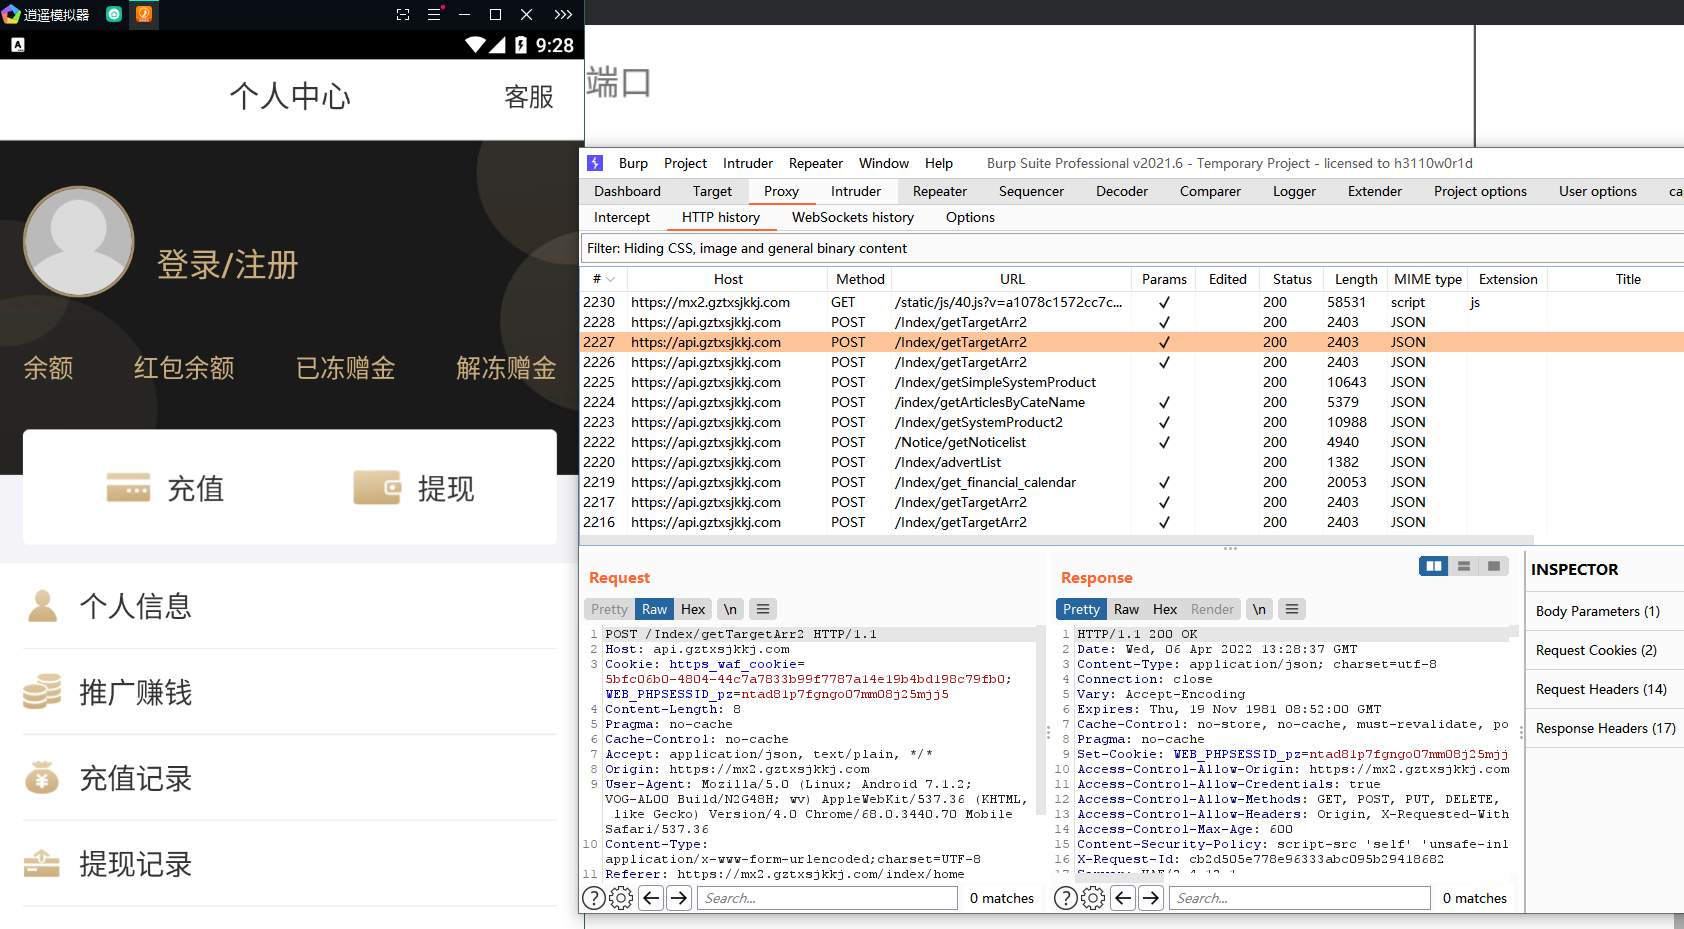 逍遥模拟器
A
9:28
个人中心
客服
登录/注册
余额 红包余额 已冻赠金 解冻赠金
充值 提现
个人信息
推广赚钱
充值记录
提现记录
端口
Burp Project Intruder Repeater Window Help Burp Suite Professional v2021.6 - Temporary Project - licensed to h3110w0r1d
Dashboard Target Proxy Intruder Repeater Sequencer Decoder Comparer Logger Extender Project options User options ca
Intercept HTTP history WebSockets history Options
Filter: Hiding CSS, image and general binary content
# Host Method URL Params Edited Status Length MIME type Extension Title
2230 https://mx2.gztxsjkkj.com GET /static/js/40.js?v=a1078c1572cc7c... ✓ 200 58531 script js
2228 https://api.gztxsjkkj.com POST /Index/getTargetArr2 ✓ 200 2403 JSON
2227 https://api.gztxsjkkj.com POST /Index/getTargetArr2 ✓ 200 2403 JSON
2226 https://api.gztxsjkkj.com POST /Index/getTargetArr2 ✓ 200 2403 JSON
2225 https://api.gztxsjkkj.com POST /Index/getSimpleSystemProduct 200 10643 JSON
2224 https://api.gztxsjkkj.com POST /index/getArticlesByCateName ✓ 200 5379 JSON
2223 https://api.gztxsjkkj.com POST /Index/getSystemProduct2 ✓ 200 10988 JSON
2222 https://api.gztxsjkkj.com POST /Notice/getNoticelist ✓ 200 4940 JSON
2220 https://api.gztxsjkkj.com POST /Index/advertList 200 1382 JSON
2219 https://api.gztxsjkkj.com POST /Index/get_financial_calendar ✓ 200 20053 JSON
2217 https://api.gztxsjkkj.com POST /Index/getTargetArr2 ✓ 200 2403 JSON
2216 https://api.gztxsjkkj.com POST /Index/getTargetArr2 ✓ 200 2403 JSON
Request
Pretty Raw Hex \n
1 POST /Index/getTargetArr2 HTTP/1.1
2 Host: api.gztxsjkkj.com
3 Cookie: https_waf_cookie=
5bfc06b0-4804-44c7a7833b99f7787a14e19b4bd198c79fb0;
WEB_PHPSESSID_pz=ntad81p7fgngo07mm08j25mjj5
4 Content-Length: 8
5 Pragma: no-cache
6 Cache-Control: no-cache
7 Accept: application/json, text/plain, */*
8 Origin: https://mx2.gztxsjkkj.com
9 User-Agent: Mozilla/5.0 (Linux; Android 7.1.2;
VOG-AL00 Build/N2G48H; wv) AppleWebKit/537.36 (KHTML,
like Gecko) Version/4.0 Chrome/68.0.3440.70 Mobile
Safari/537.36
10 Content-Type:
application/x-www-form-urlencoded;charset=UTF-8
11 Referer: https://mx2.gztxsjkkj.com/index/home
Search... 0 matches
Response
Pretty Raw Hex Render \n
1 HTTP/1.1 200 OK
2 Date: Wed, 06 Apr 2022 13:28:37 GMT
3 Content-Type: application/json; charset=utf-8
4 Connection: close
5 Vary: Accept-Encoding
6 Expires: Thu, 19 Nov 1981 08:52:00 GMT
7 Cache-Control: no-store, no-cache, must-revalidate, po
8 Pragma: no-cache
9 Set-Cookie: WEB_PHPSESSID_pz=ntad81p7fgngo07mm08j25mjj
10 Access-Control-Allow-Origin: https://mx2.gztxsjkkj.com
11 Access-Control-Allow-Credentials: true
12 Access-Control-Allow-Methods: GET, POST, PUT, DELETE,
13 Access-Control-Allow-Headers: Origin, X-Requested-With
14 Access-Control-Max-Age: 600
15 Content-Security-Policy: script-src 'self' 'unsafe-inl
16 X-Request-Id: cb2d505e778e96333abc095b29418682
Search... 0 matches
INSPECTOR
Body Parameters (1)
Request Cookies (2)
Request Headers (14)
Response Headers (17)